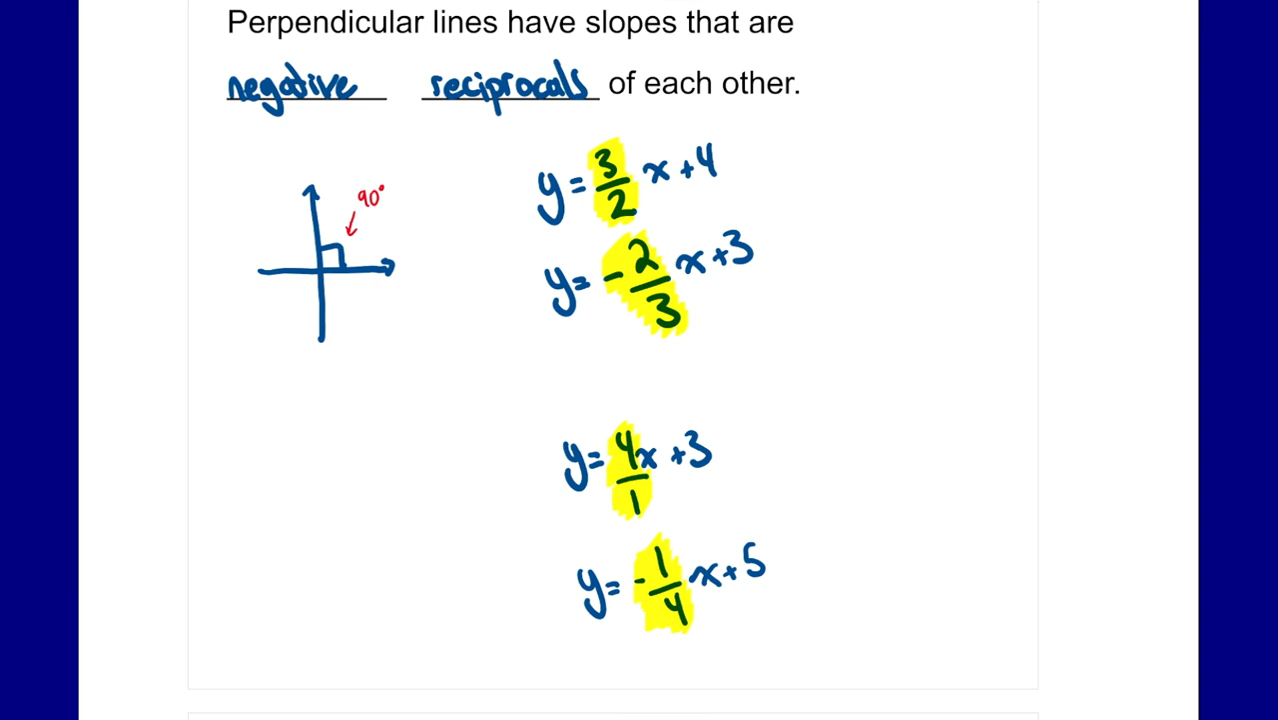 Perpendicular lines have slopes that are
negative reciprocals of each other.
90°
y = 3/2 x + 4
y = -2/3 x + 3
y = 4/1 x + 3
y = -1/4 x + 5